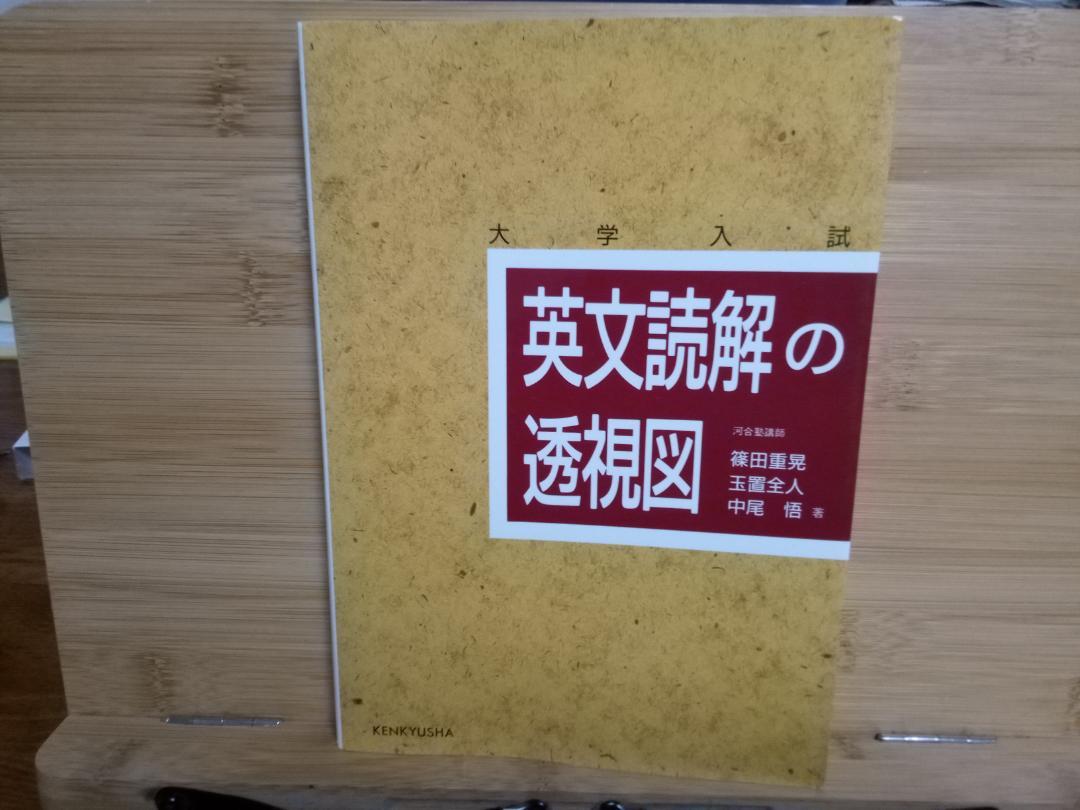 大学入試
英文読解の
透視図
河合塾講師
篠田重晃
玉置全人
中尾 悟 著
KENKYUSHA